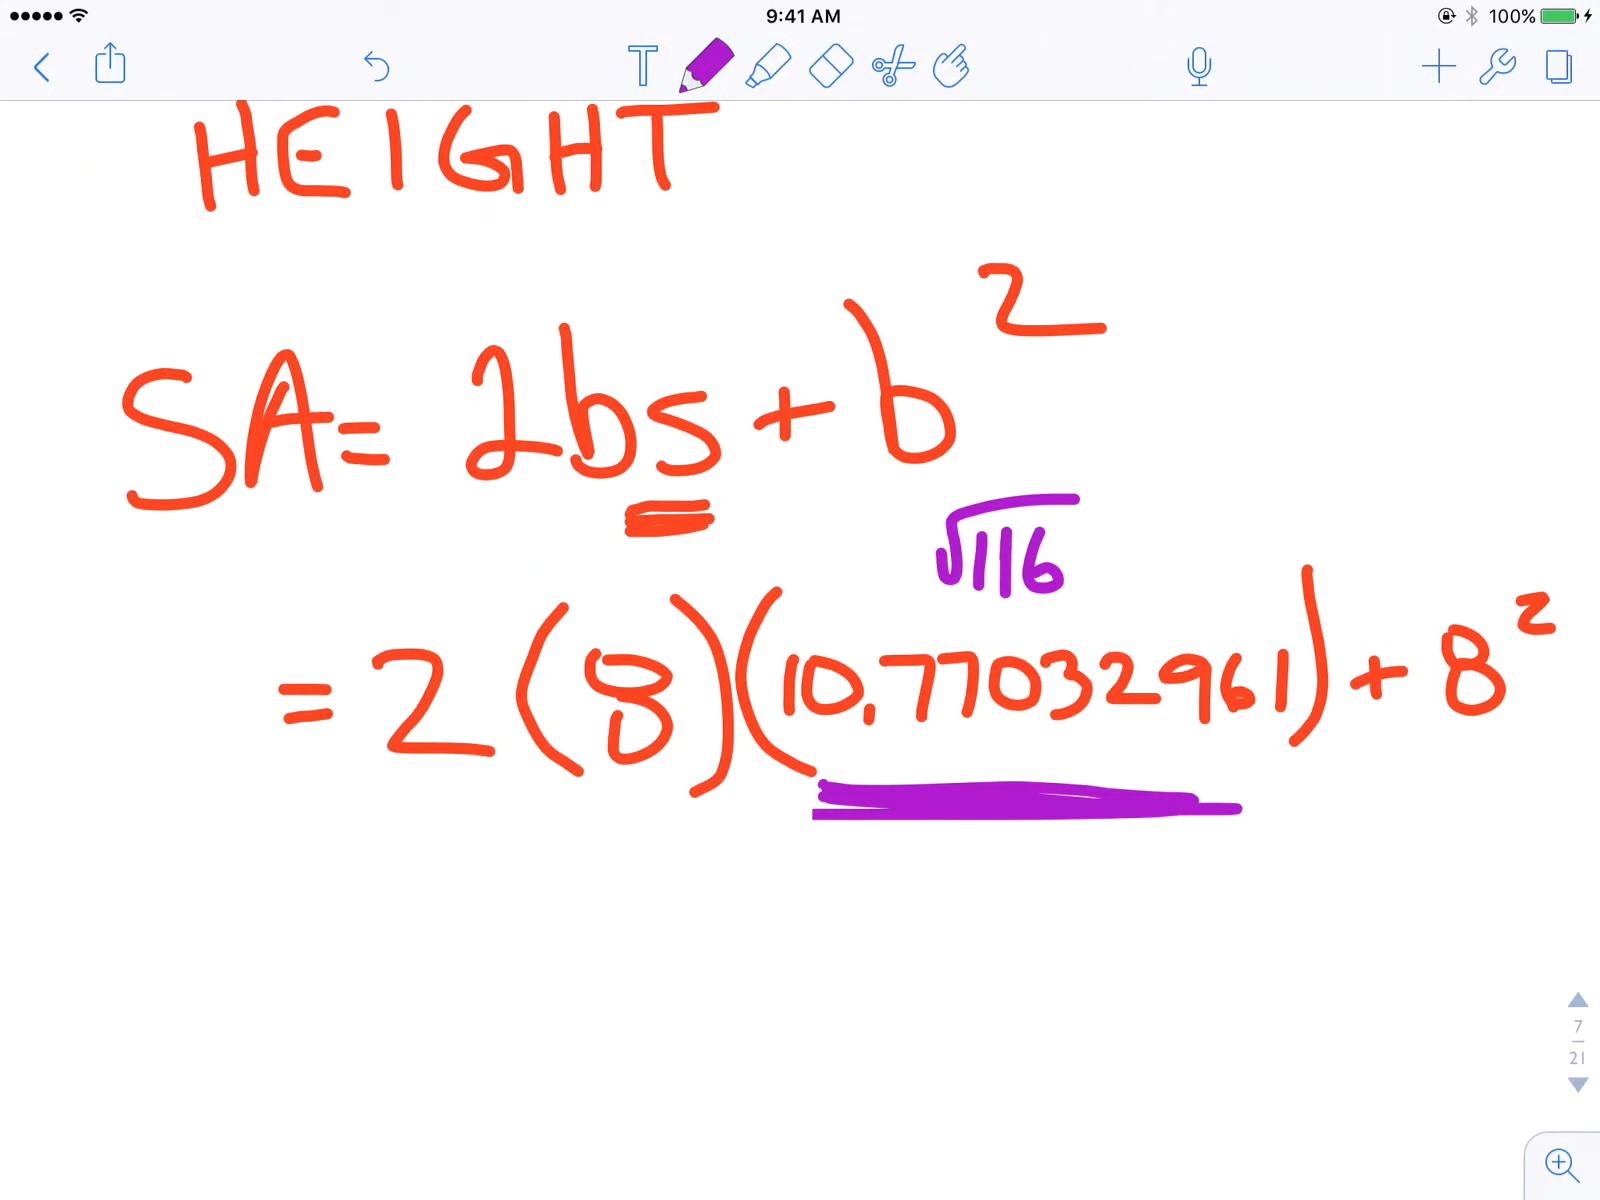 9:41 AM
100%
T
HEIGHT
SA= 2bs+b²
√116
=2(8)(10.77032961)+8²
7
21